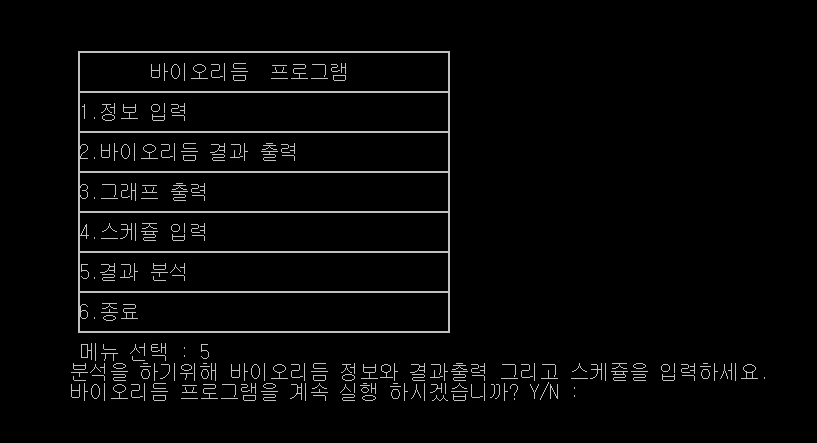 바이오리듬 프로그램
1.정보 입력
2.바이오리듬 결과 출력
3.그래프 출력
4.스케쥴 입력
5.결과 분석
6.종료
메뉴 선택 : 5
분석을 하기위해 바이오리듬 정보와 결과출력 그리고 스케쥴을 입력하세요.
바이오리듬 프로그램을 계속 실행 하시겠습니까? Y/N :